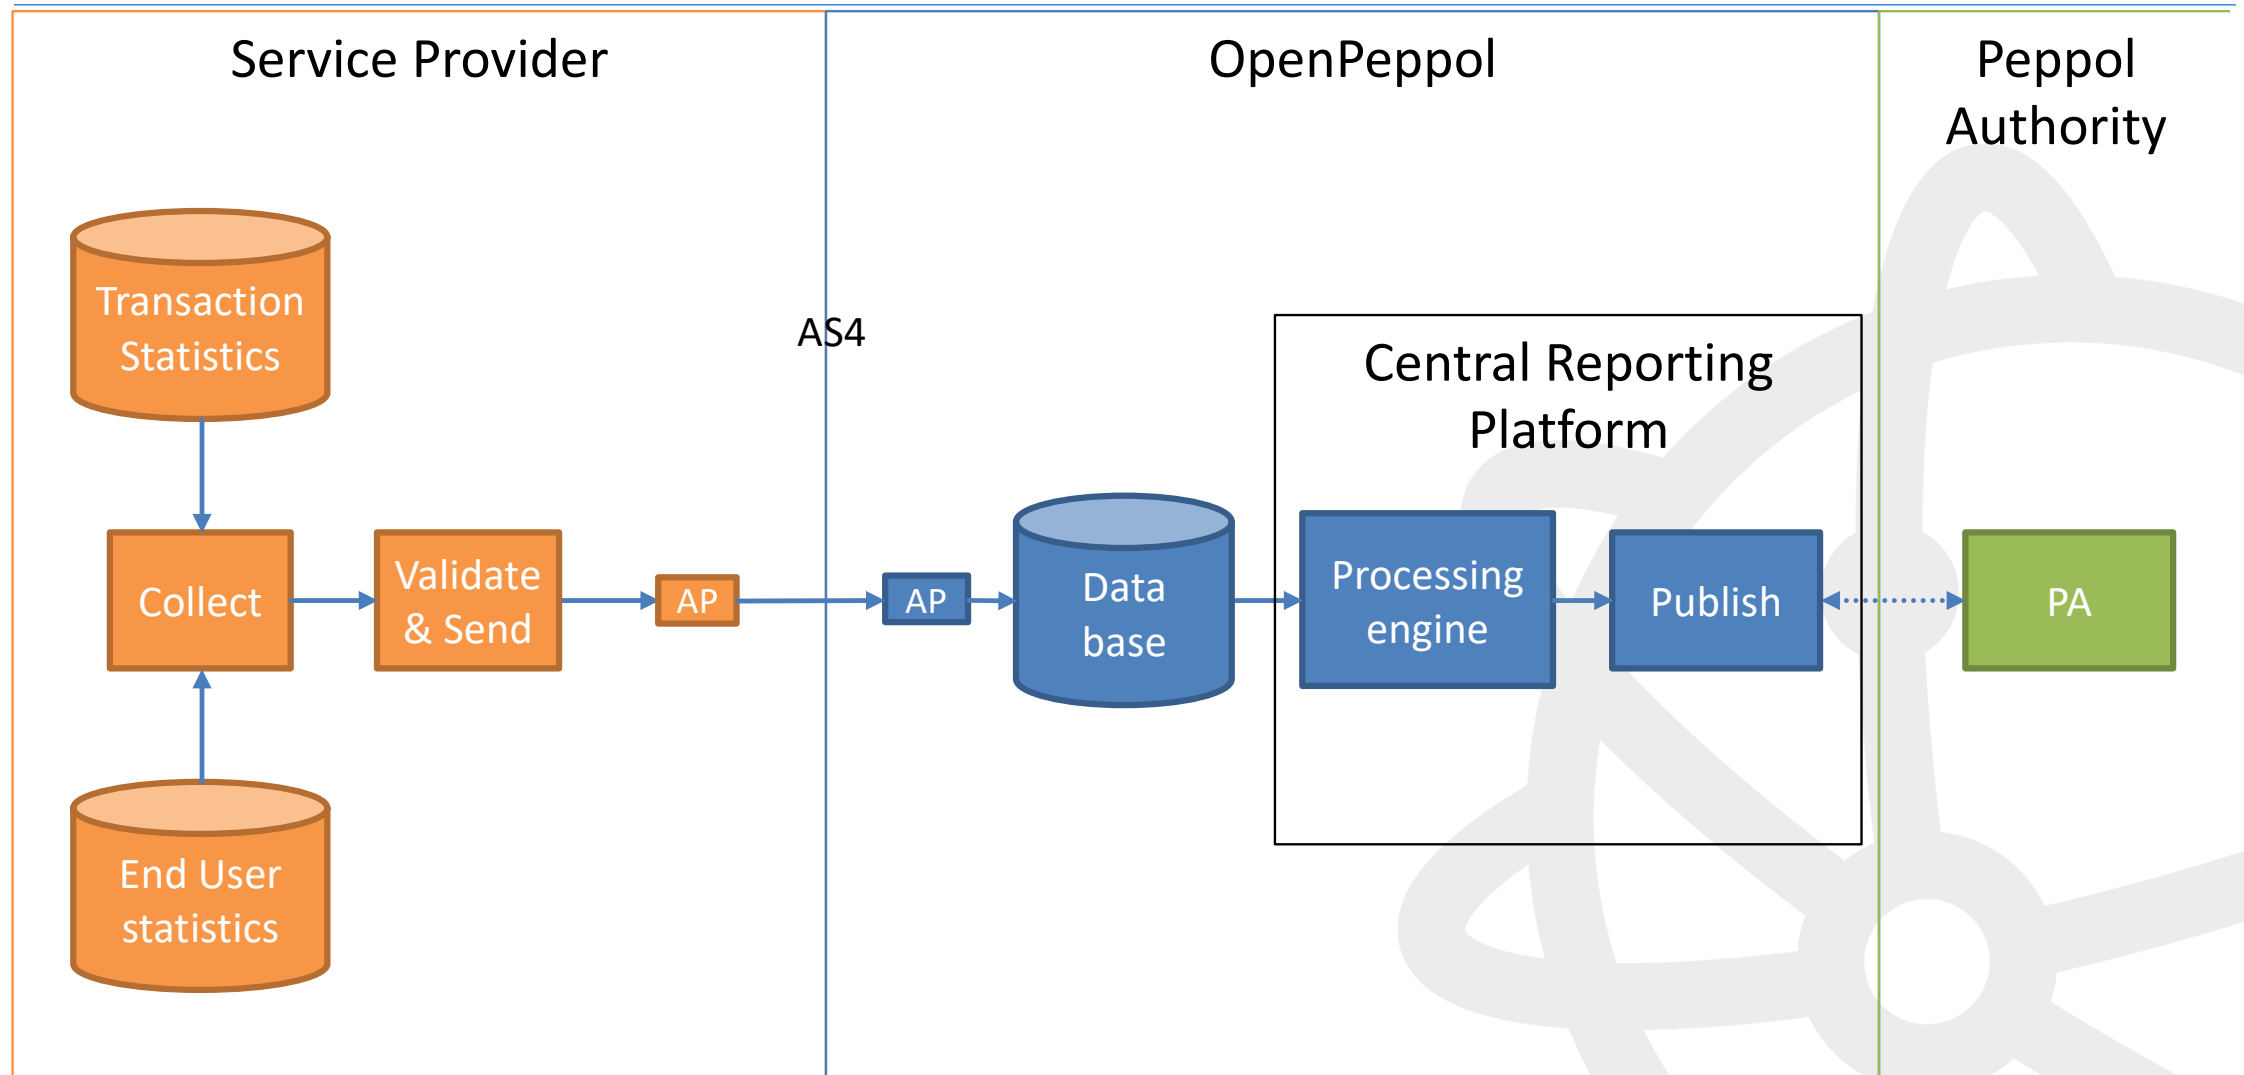 Service Provider
OpenPeppol
Peppol
Authority
Transaction
Statistics
AS4
Central Reporting
Platform
Collect
Validate
& Send
AP
AP
Data
base
Processing
engine
Publish
PA
End User
statistics